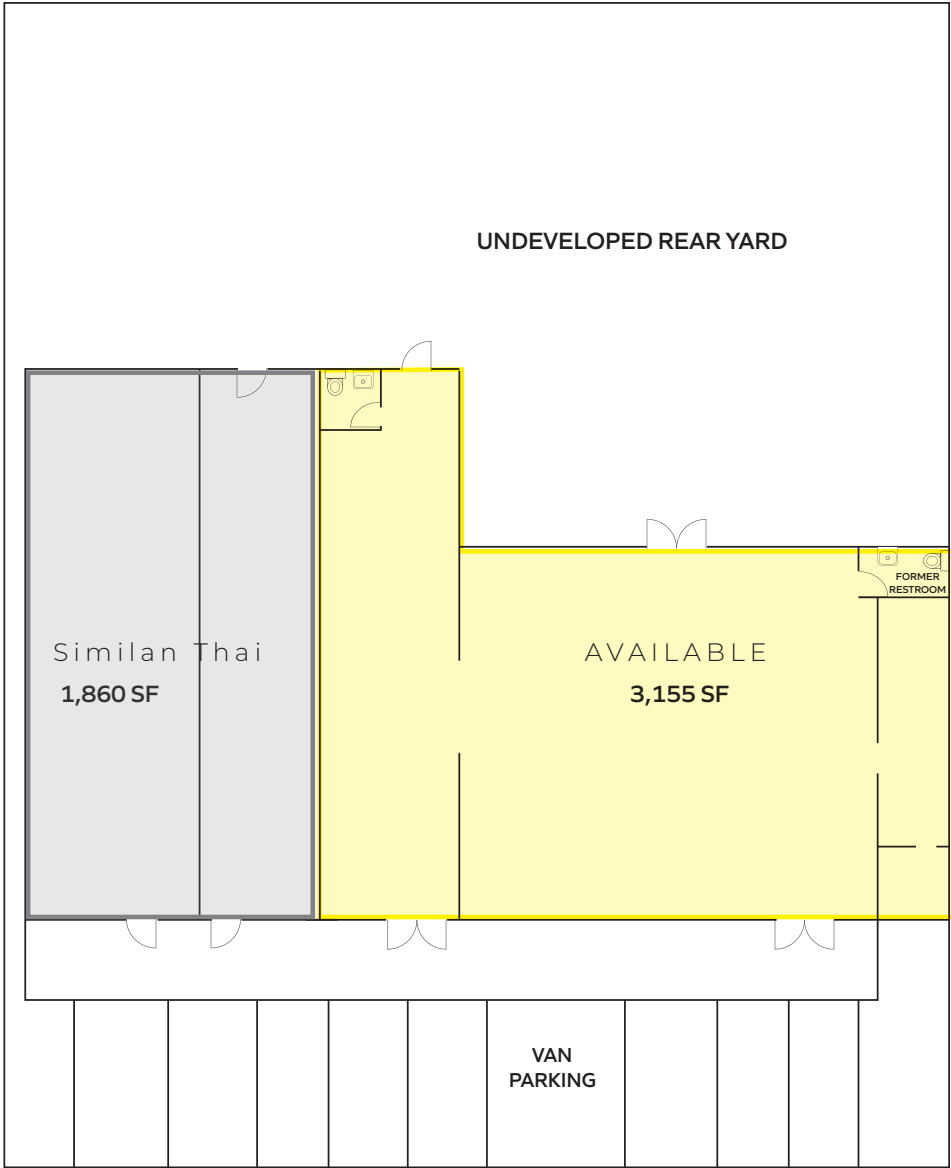 UNDEVELOPED REAR YARD
FORMER
RESTROOM
Similan Thai
1,860 SF
AVAILABLE
3,155 SF
VAN
PARKING